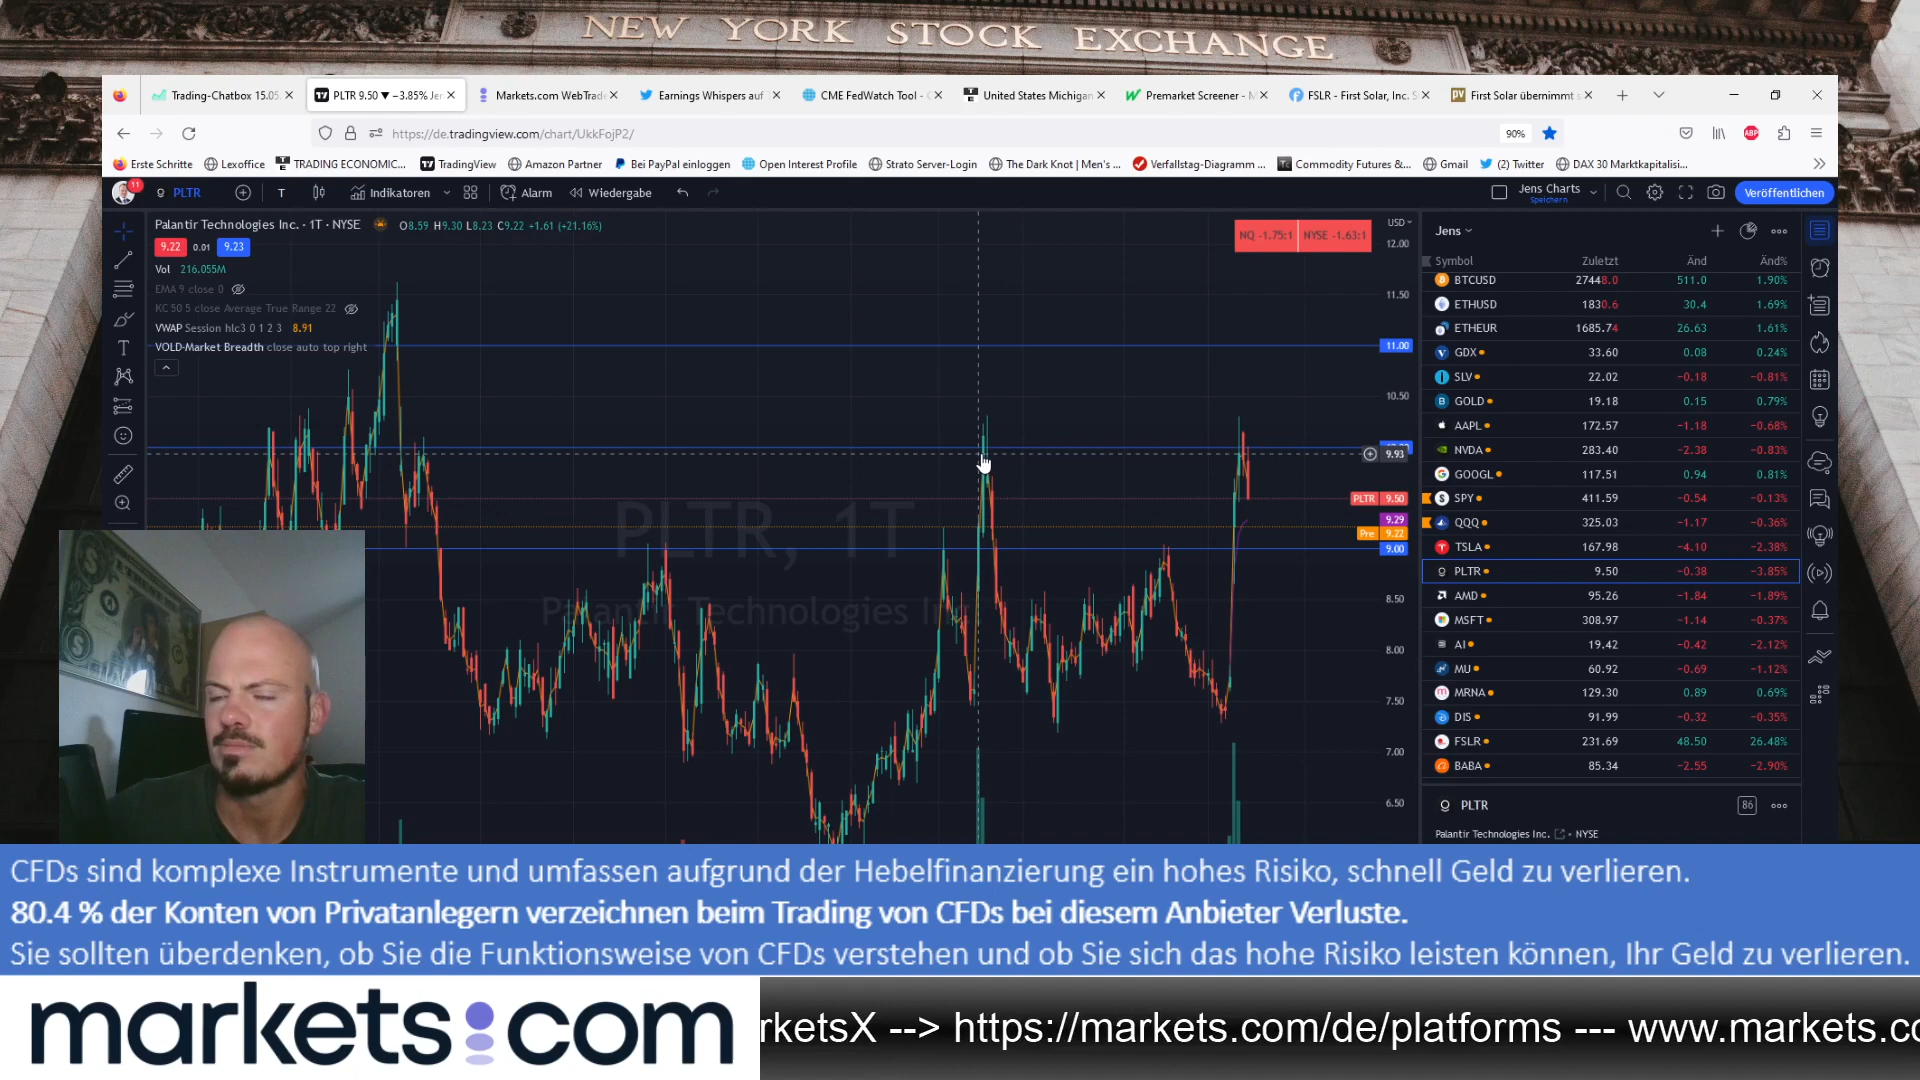 NEW YORK STOCK EXCHANGE
Trading-Chatbox 15.05.
PLTR 9.50 ▼ −3.85% Jer
Markets.com WebTrade
Earnings Whispers auf
CME FedWatch Tool - C
United States Michigan
Premarket Screener - M
FSLR - First Solar, Inc. S
First Solar übernimmt s
https://de.tradingview.com/chart/UkkFojP2/
90%
ABP
Erste Schritte
Lexoffice
TRADING ECONOMIC...
TradingView
Amazon Partner
Bei PayPal einloggen
Open Interest Profile
Strato Server-Login
The Dark Knot | Men's ...
Verfallstag-Diagramm ...
Commodity Futures &...
Gmail
(2) Twitter
DAX 30 Marktkapitalisi...
11
PLTR
T
Indikatoren
Alarm
Wiedergabe
Jens Charts
Speichern
Veröffentlichen
Palantir Technologies Inc. · 1T · NYSE
O8.59 H9.30 L8.23 C9.22 +1.61 (+21.16%)
9.22 0.01 9.23
Vol 216.055M
EMA 9 close 0
KC 50 5 close Average True Range 22
VWAP Session hlc3 0 1 2 3 8.91
VOLD-Market Breadth close auto top right
NQ -1.75:1 NYSE -1.63:1
USD
12.00
11.50
11.00
10.50
9.93
PLTR 9.50
9.29
Pre 9.22
9.00
8.50
8.00
7.50
7.00
6.50
PLTR, 1T
Palantir Technologies Inc.
Jens
Symbol Zuletzt Änd Änd%
BTCUSD 27448.0 511.0 1.90%
ETHUSD 1830.6 30.4 1.69%
ETHEUR 1685.74 26.63 1.61%
GDX 33.60 0.08 0.24%
SLV 22.02 −0.18 −0.81%
GOLD 19.18 0.15 0.79%
AAPL 172.57 −1.18 −0.68%
NVDA 283.40 −2.38 −0.83%
GOOGL 117.51 0.94 0.81%
SPY 411.59 −0.54 −0.13%
QQQ 325.03 −1.17 −0.36%
TSLA 167.98 −4.10 −2.38%
PLTR 9.50 −0.38 −3.85%
AMD 95.26 −1.84 −1.89%
MSFT 308.97 −1.14 −0.37%
AI 19.42 −0.42 −2.12%
MU 60.92 −0.69 −1.12%
MRNA 129.30 0.89 0.69%
DIS 91.99 −0.32 −0.35%
FSLR 231.69 48.50 26.48%
BABA 85.34 −2.55 −2.90%
PLTR
86
Palantir Technologies Inc. · NYSE
CFDs sind komplexe Instrumente und umfassen aufgrund der Hebelfinanzierung ein hohes Risiko, schnell Geld zu verlieren.
80.4 % der Konten von Privatanlegern verzeichnen beim Trading von CFDs bei diesem Anbieter Verluste.
Sie sollten überdenken, ob Sie die Funktionsweise von CFDs verstehen und ob Sie sich das hohe Risiko leisten können, Ihr Geld zu verlieren.
markets.com
rketsX --> https://markets.com/de/platforms --- www.markets.co